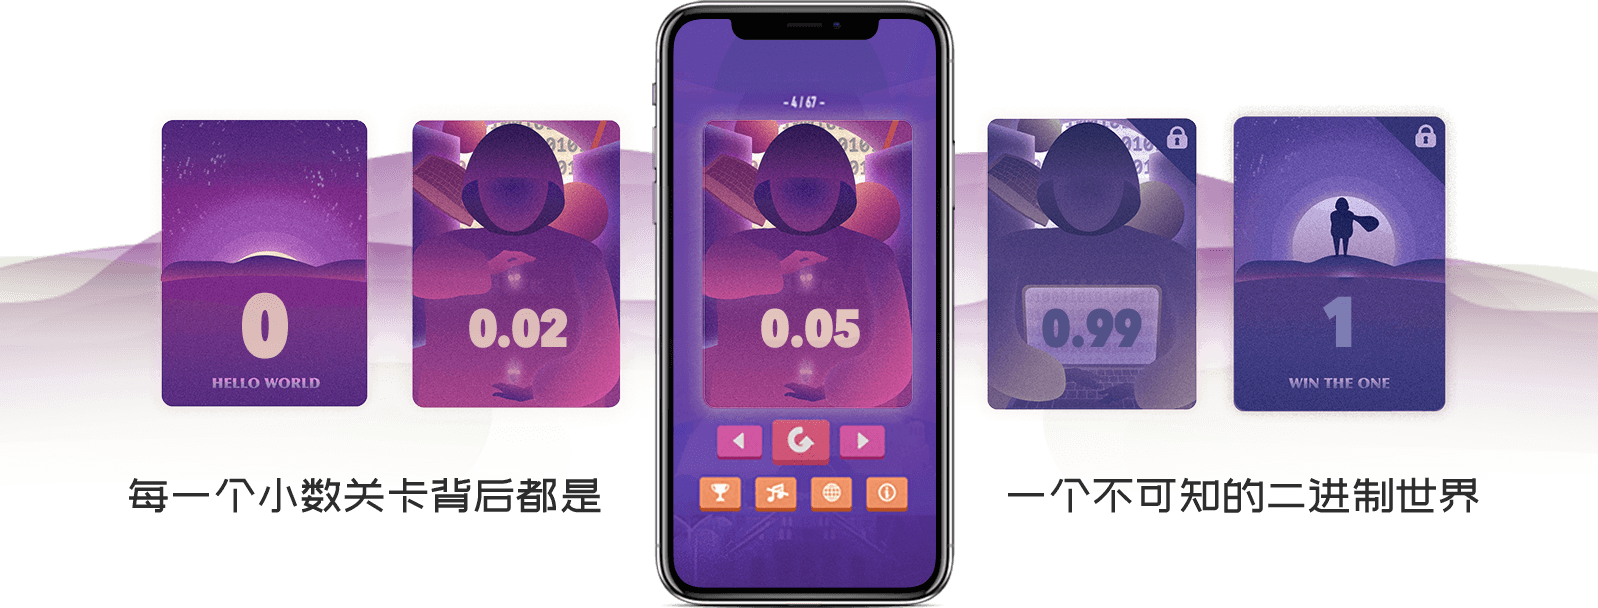 - 4 / 67 -
0
HELLO WORLD
0.02
0.05
0.99
1
WIN THE ONE
每一个小数关卡背后都是
一个不可知的二进制世界